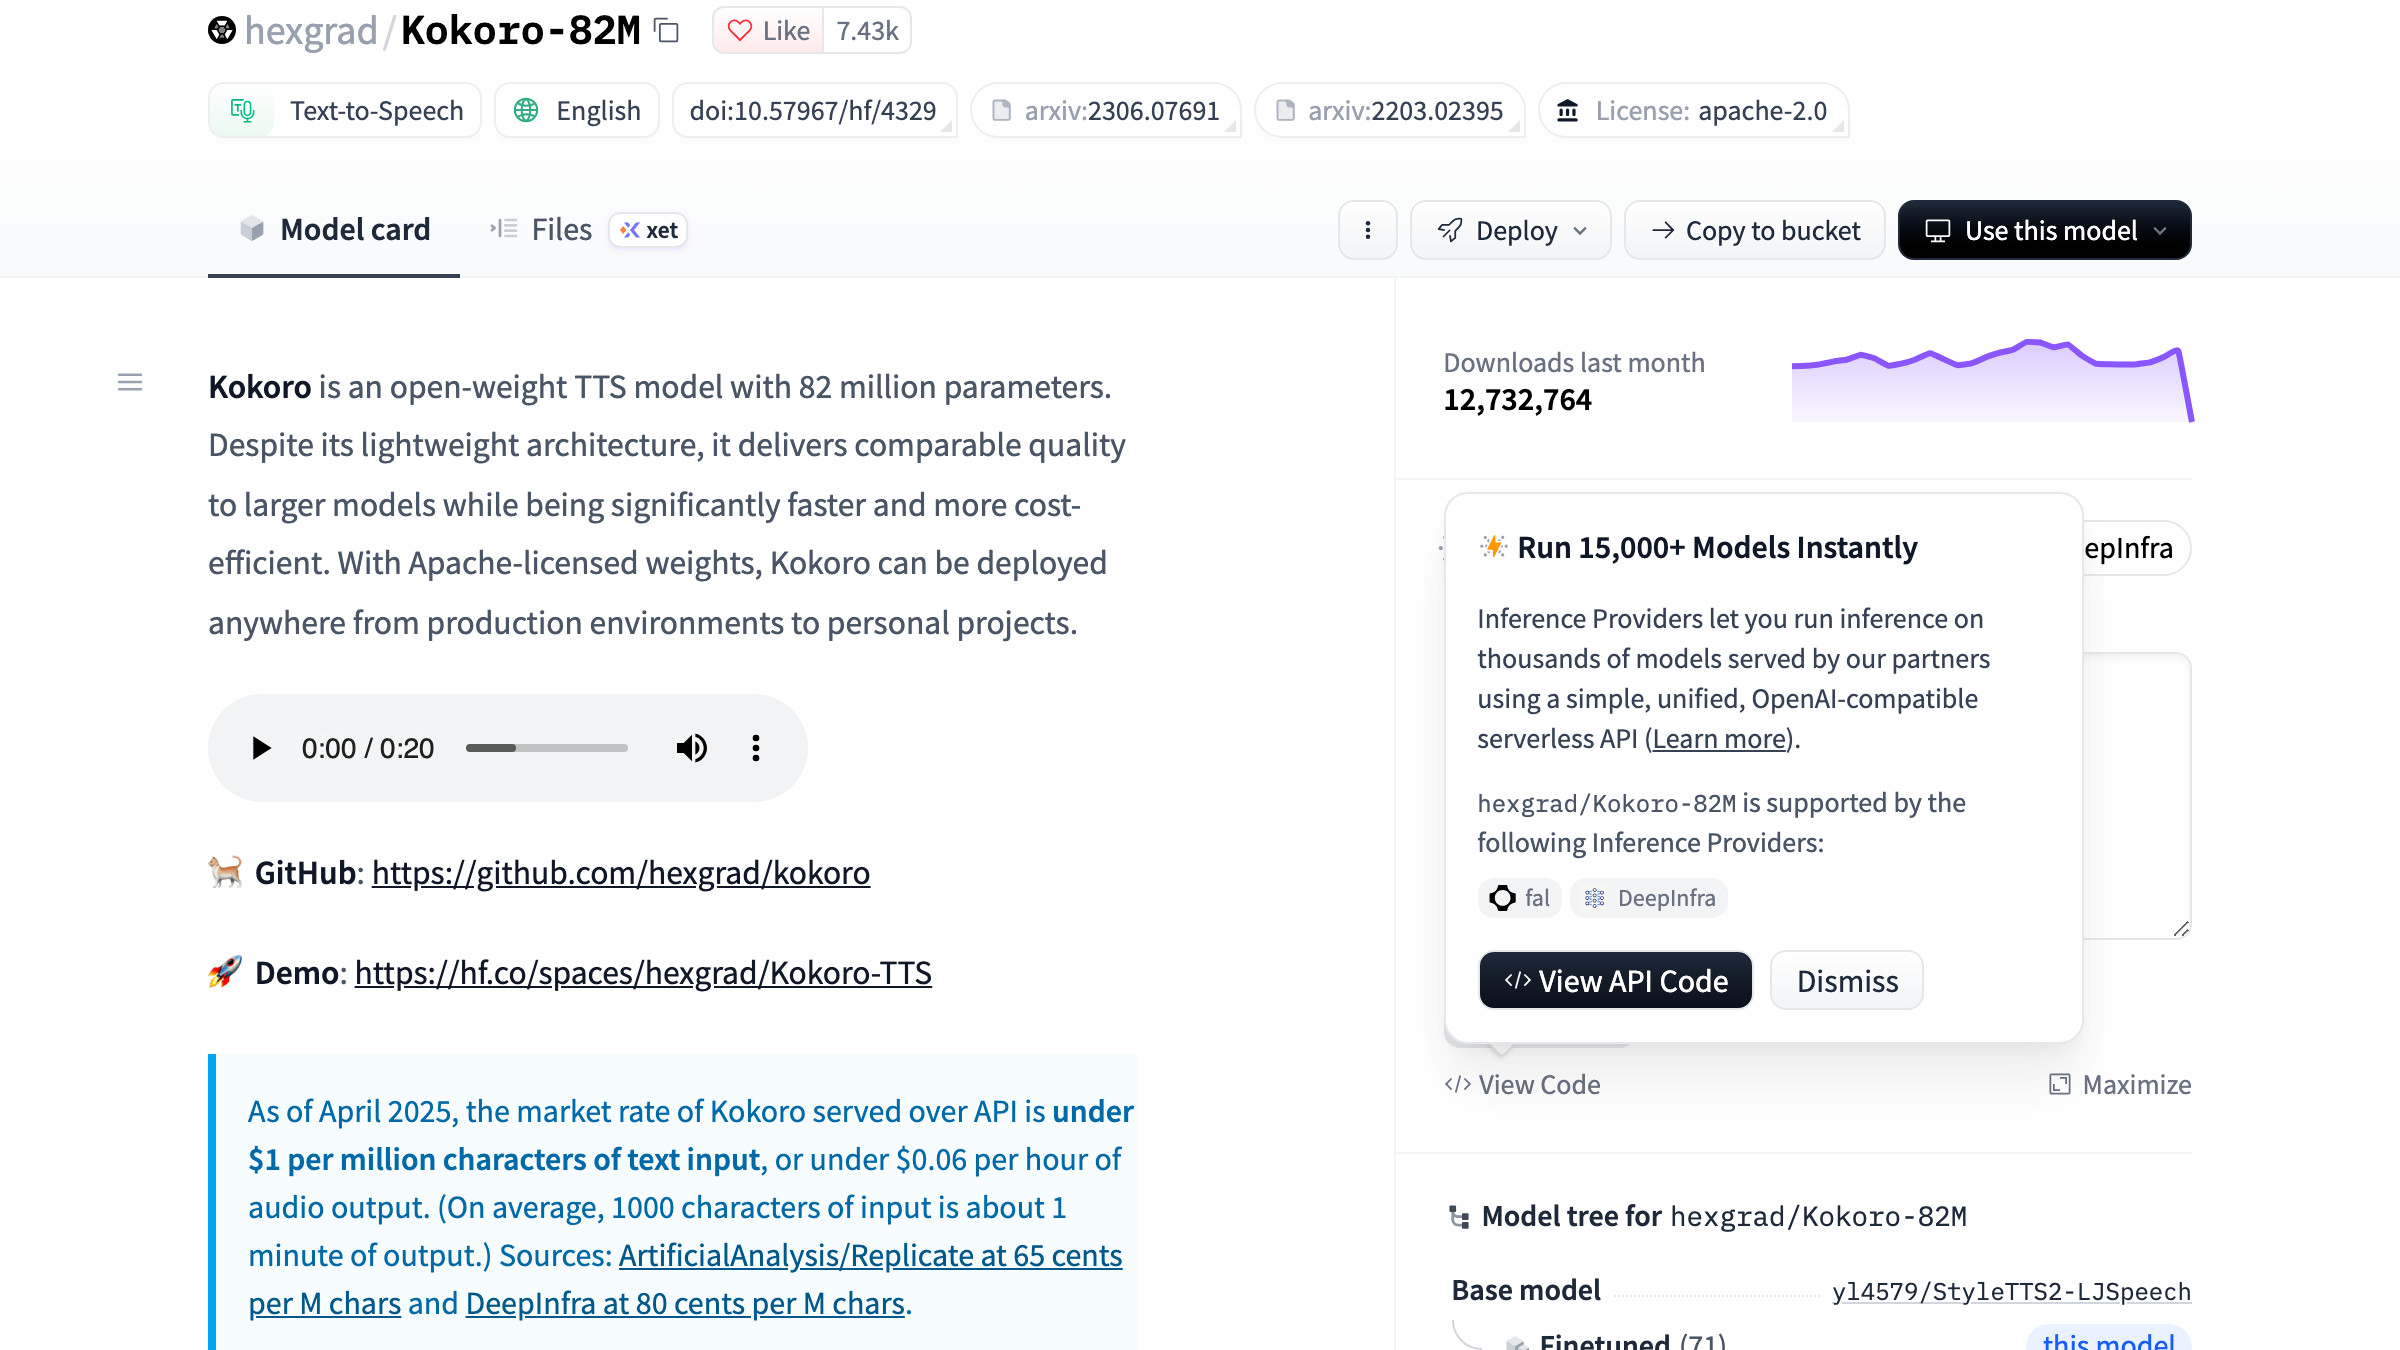 hexgrad/Kokoro-82M Like 7.43k
Text-to-Speech English doi:10.57967/hf/4329 arxiv:2306.07691 arxiv:2203.02395 License: apache-2.0
Model card Files xet Deploy Copy to bucket Use this model
Kokoro is an open-weight TTS model with 82 million parameters.
Despite its lightweight architecture, it delivers comparable quality
to larger models while being significantly faster and more cost-
efficient. With Apache-licensed weights, Kokoro can be deployed
anywhere from production environments to personal projects.
0:00 / 0:20
GitHub: https://github.com/hexgrad/kokoro
Demo: https://hf.co/spaces/hexgrad/Kokoro-TTS
As of April 2025, the market rate of Kokoro served over API is under
$1 per million characters of text input, or under $0.06 per hour of
audio output. (On average, 1000 characters of input is about 1
minute of output.) Sources: ArtificialAnalysis/Replicate at 65 cents
per M chars and DeepInfra at 80 cents per M chars.
Downloads last month
12,732,764
epInfra
Run 15,000+ Models Instantly
Inference Providers let you run inference on
thousands of models served by our partners
using a simple, unified, OpenAI-compatible
serverless API (Learn more).
hexgrad/Kokoro-82M is supported by the
following Inference Providers:
fal DeepInfra
</> View API Code Dismiss
</> View Code Maximize
Model tree for hexgrad/Kokoro-82M
Base model yl4579/StyleTTS2-LJSpeech
Finetuned (71) this model